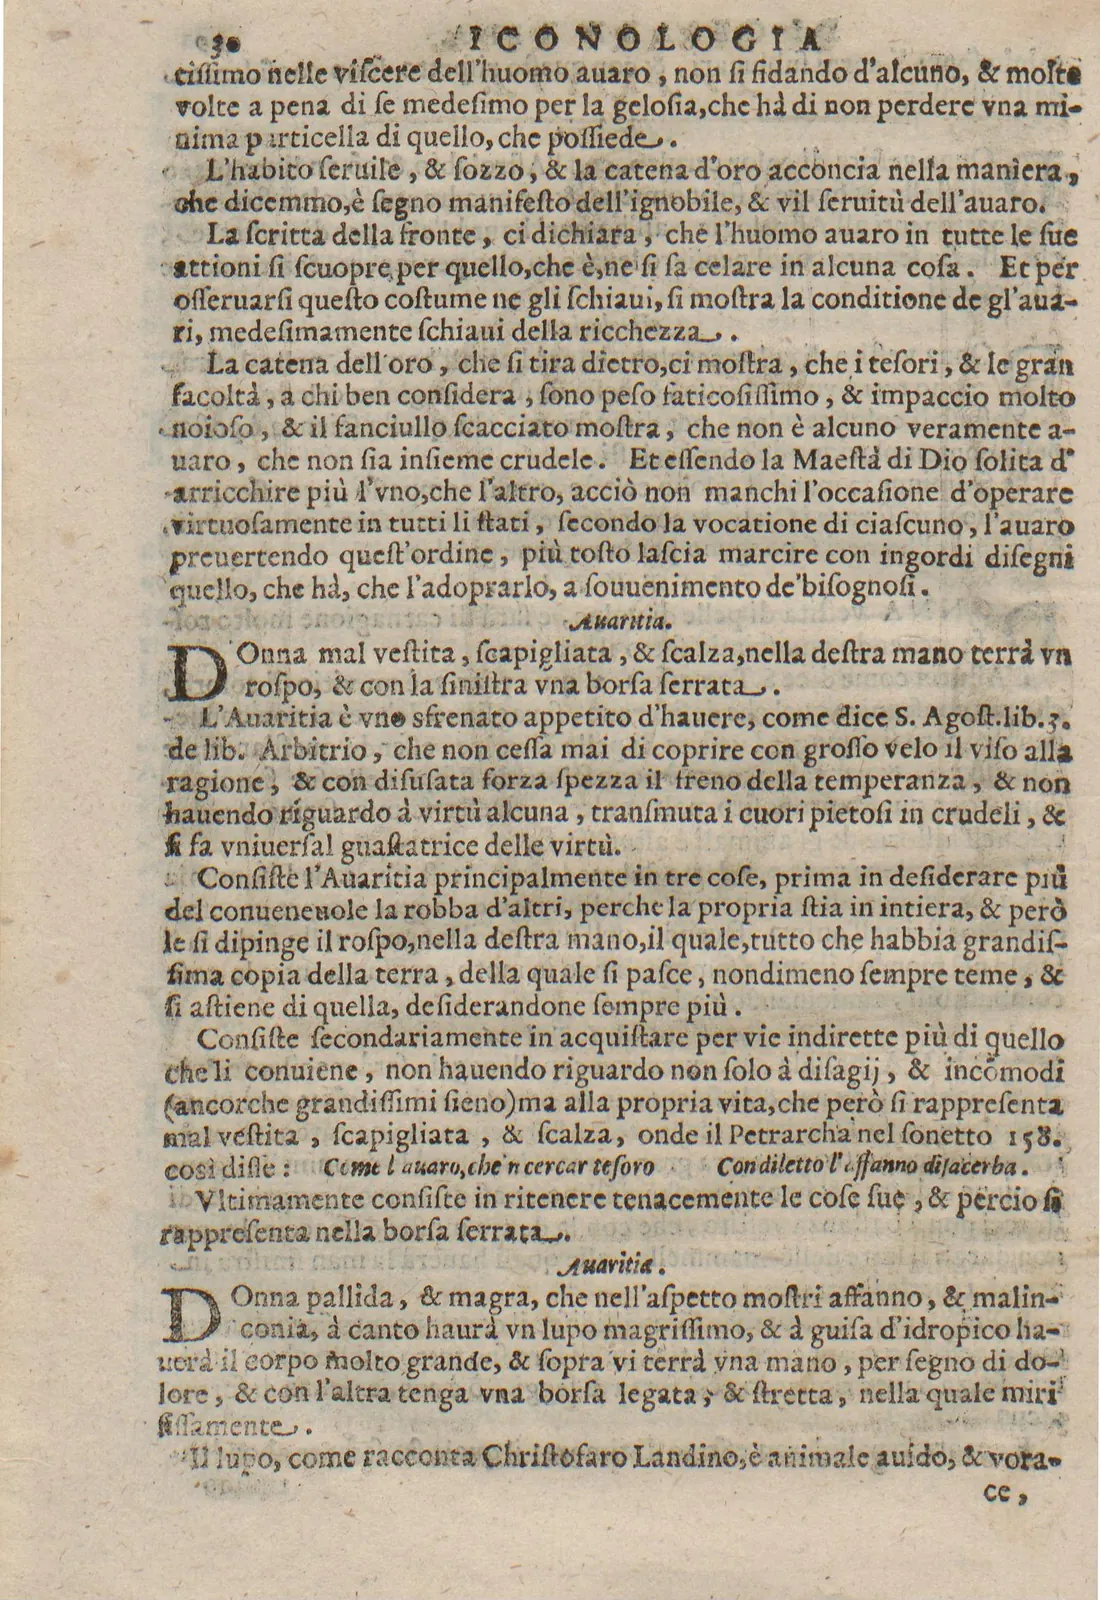 30 ICONOLOGIA
tiſſimo nelle viſcere dell'huomo auaro, non ſi fidando d'alcuno, & molte
volte a pena di ſe medeſimo per la geloſia, che hà di non perdere vna mi-
nima particella di quello, che poſſiede.
L'habito ſeruile, & ſozzo, & la catena d'oro acconcia nella maniera,
che dicemmo, è ſegno manifeſto dell'ignobile, & vil ſeruitù dell'auaro.
La ſcritta della fronte, ci dichiara, che l'huomo auaro in tutte le ſue
attioni ſi ſcuopre per quello, che è, ne ſi ſa celare in alcuna coſa. Et per
oſſeruarſi queſto coſtume ne gli ſchiaui, ſi moſtra la conditione de gl'aua-
ri, medeſimamente ſchiaui della ricchezza.
La catena dell'oro, che ſi tira dietro, ci moſtra, che i teſori, & le gran
facoltà, a chi ben conſidera, ſono peſo faticoſiſſimo, & impaccio molto
noioſo, & il fanciullo ſcacciato moſtra, che non è alcuno veramente a-
uaro, che non ſia inſieme crudele. Et eſſendo la Maeſtà di Dio ſolita d'
arricchire più l'vno, che l'altro, acciò non manchi l'occaſione d'operare
virtuoſamente in tutti li ſtati, ſecondo la vocatione di ciaſcuno, l'auaro
preuertendo queſt'ordine, più toſto laſcia marcire con ingordi diſegni
quello, che hà, che l'adoprarlo, a ſouuenimento de'biſognoſi.
Auaritia.
DOnna mal veſtita, ſcapigliata, & ſcalza, nella deſtra mano terrà vn
roſpo, & con la ſiniſtra vna borſa ſerrata.
L'Auaritia è vno sfrenato appetito d'hauere, come dice S. Agoſt. lib. 3.
de lib. Arbitrio, che non ceſſa mai di coprire con groſſo velo il viſo alla
ragione, & con diſuſata forza ſpezza il freno della temperanza, & non
hauendo riguardo à virtù alcuna, tranſmuta i cuori pietoſi in crudeli, &
ſi fa vniuerſal guaſtatrice delle virtù.
Conſiſte l'Auaritia principalmente in tre coſe, prima in deſiderare più
del conueneuole la robba d'altri, perche la propria ſtia in intiera, & però
le ſi dipinge il roſpo, nella deſtra mano, il quale, tutto che habbia grandiſ-
ſima copia della terra, della quale ſi paſce, nondimeno ſempre teme, &
ſi aſtiene di quella, deſiderandone ſempre più.
Conſiſte ſecondariamente in acquiſtare per vie indirette più di quello
che li conuiene, non hauendo riguardo non ſolo à diſagij, & incõmodi
(ancorche grandiſſimi ſieno) ma alla propria vita, che però ſi rappreſenta
mal veſtita, ſcapigliata, & ſcalza, onde il Petrarcha nel ſonetto 158.
così diſſe: Come l'auaro, che'n cercar teſoro Con diletto l'affanno diſacerba.
Vltimamente conſiſte in ritenere tenacemente le coſe ſue, & percio ſi
rappreſenta nella borſa ſerrata.
Auaritia.
DOnna pallida, & magra, che nell'aſpetto moſtri affanno, & malin-
conia, à canto haurà vn lupo magriſſimo, & à guiſa d'idropico ha-
uerà il corpo molto grande, & ſopra vi terrà vna mano, per ſegno di do-
lore, & con l'altra tenga vna borſa legata, & ſtretta, nella quale miri
fiſſamente.
Il lupo, come racconta Chriſtofaro Landino, è animale auido, & vora-
ce,